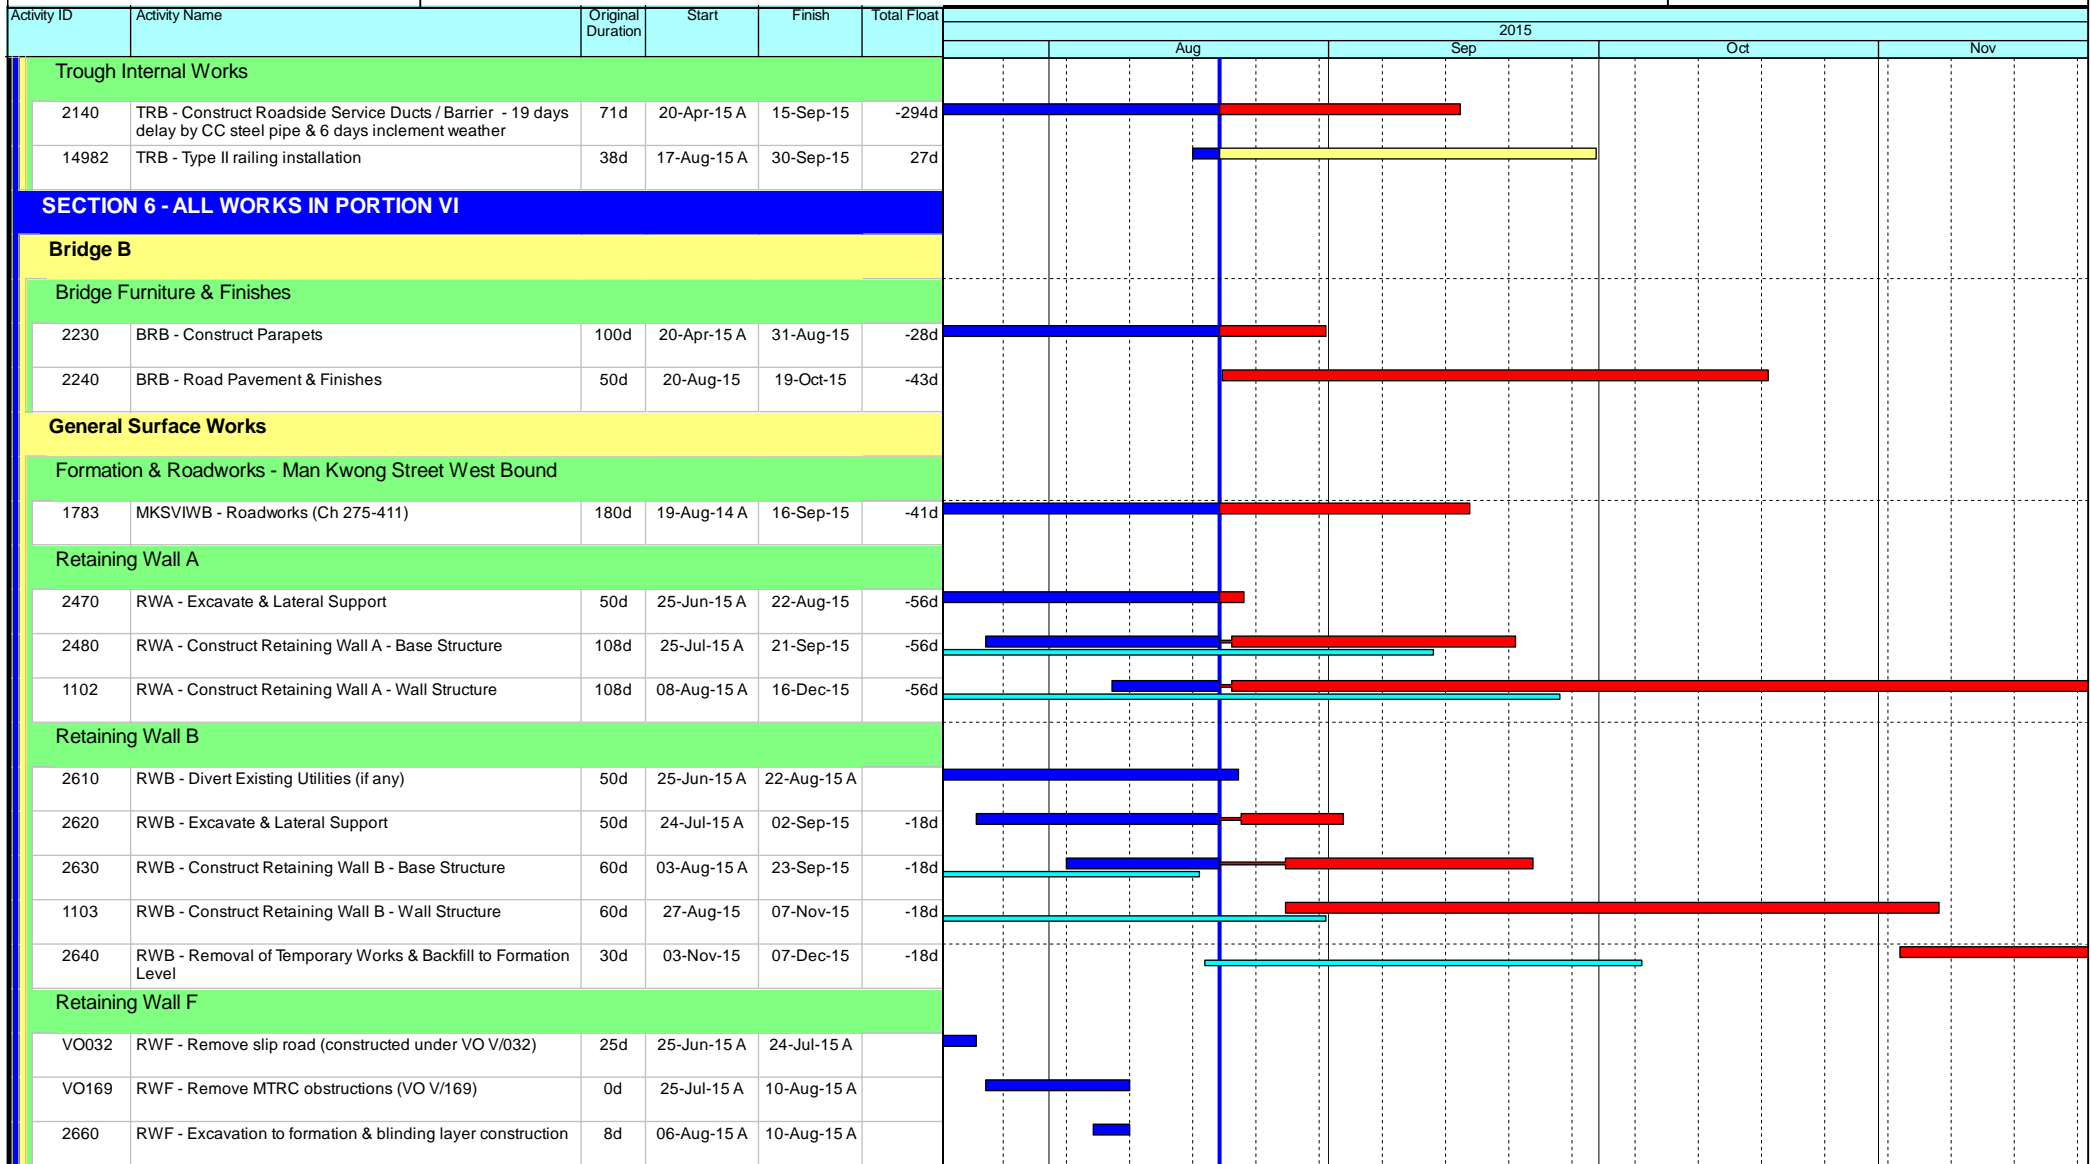 Activity ID Activity Name Original Start Finish Total Float
Duration
2015
Aug Sep Oct Nov
Trough Internal Works
2140 TRB - Construct Roadside Service Ducts / Barrier - 19 days 71d 20-Apr-15 A 15-Sep-15 -294d
delay by CC steel pipe & 6 days inclement weather
14982 TRB - Type II railing installation 38d 17-Aug-15 A 30-Sep-15 27d
SECTION 6 - ALL WORKS IN PORTION VI
Bridge B
Bridge Furniture & Finishes
2230 BRB - Construct Parapets 100d 20-Apr-15 A 31-Aug-15 -28d
2240 BRB - Road Pavement & Finishes 50d 20-Aug-15 19-Oct-15 -43d
General Surface Works
Formation & Roadworks - Man Kwong Street West Bound
1783 MKSVIWB - Roadworks (Ch 275-411) 180d 19-Aug-14 A 16-Sep-15 -41d
Retaining Wall A
2470 RWA - Excavate & Lateral Support 50d 25-Jun-15 A 22-Aug-15 -56d
2480 RWA - Construct Retaining Wall A - Base Structure 108d 25-Jul-15 A 21-Sep-15 -56d
1102 RWA - Construct Retaining Wall A - Wall Structure 108d 08-Aug-15 A 16-Dec-15 -56d
Retaining Wall B
2610 RWB - Divert Existing Utilities (if any) 50d 25-Jun-15 A 22-Aug-15 A
2620 RWB - Excavate & Lateral Support 50d 24-Jul-15 A 02-Sep-15 -18d
2630 RWB - Construct Retaining Wall B - Base Structure 60d 03-Aug-15 A 23-Sep-15 -18d
1103 RWB - Construct Retaining Wall B - Wall Structure 60d 27-Aug-15 07-Nov-15 -18d
2640 RWB - Removal of Temporary Works & Backfill to Formation 30d 03-Nov-15 07-Dec-15 -18d
Level
Retaining Wall F
VO032 RWF - Remove slip road (constructed under VO V/032) 25d 25-Jun-15 A 24-Jul-15 A
VO169 RWF - Remove MTRC obstructions (VO V/169) 0d 25-Jul-15 A 10-Aug-15 A
2660 RWF - Excavation to formation & blinding layer construction 8d 06-Aug-15 A 10-Aug-15 A